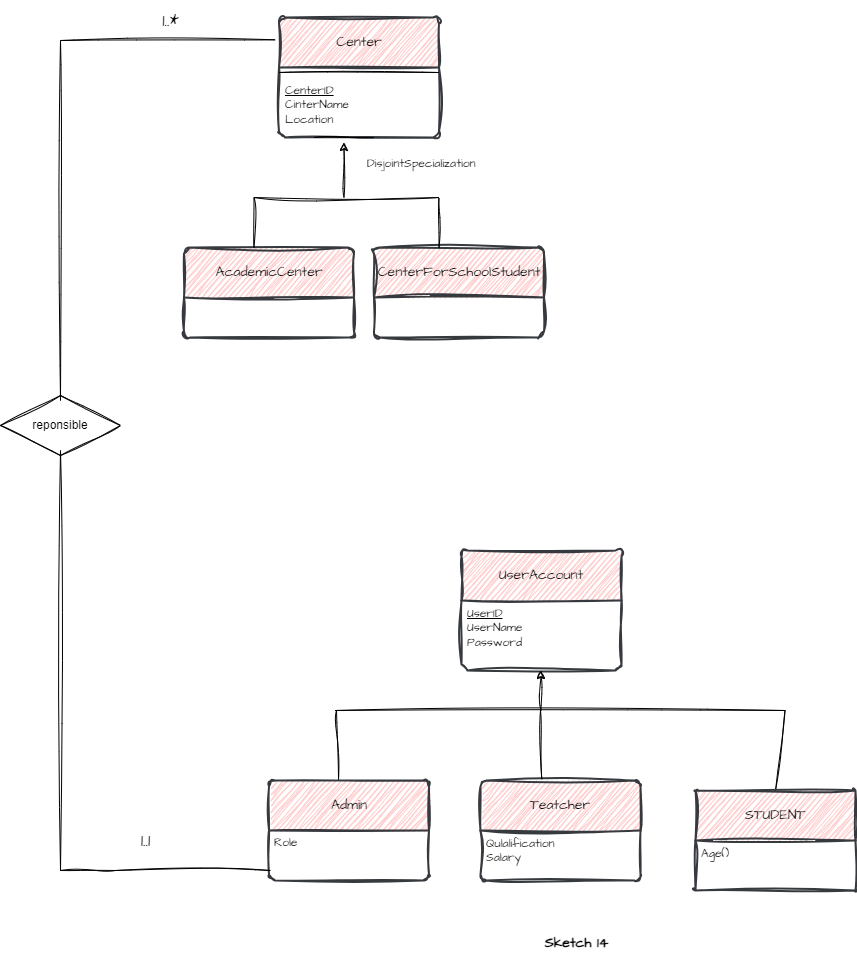 1..*
Center
CenterID
CinterName
Location
DisjointSpecialization
AcademicCenter
CenterForSchoolStudent
reponsible
UserAccount
UserID
UserName
Password
Admin
Role
Teatcher
Qulalification
Salary
STUDENT
Age()
1..1
Sketch 14